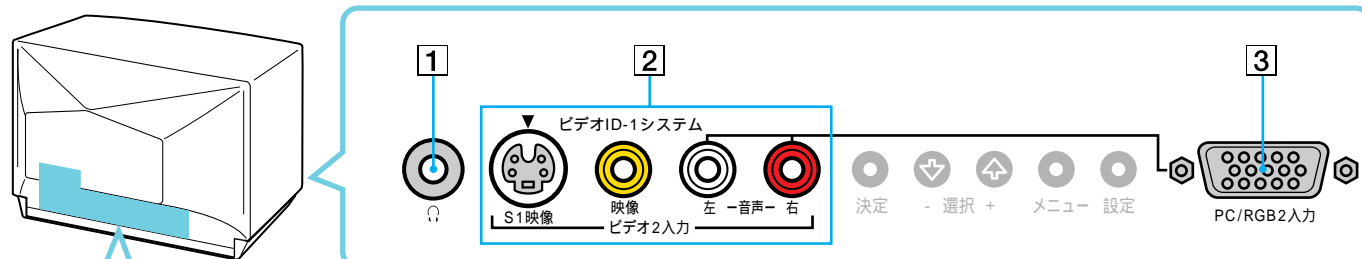 1
2
3
ビデオID-1システム
S1映像
映像
左 ー音声ー 右
ビデオ2入力
決定
- 選択 +
メニュー
設定
PC/RGB2入力